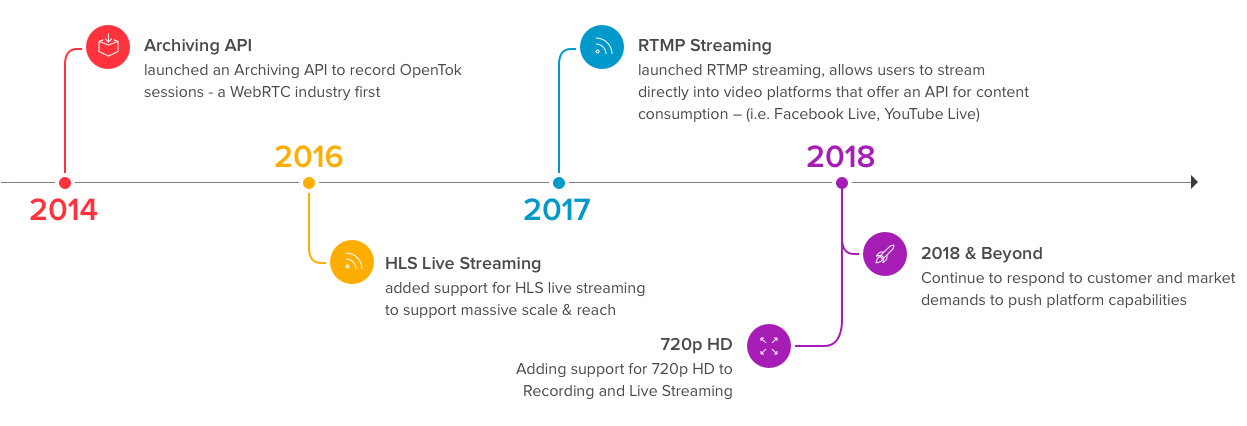 Archiving API
launched an Archiving API to record OpenTok
sessions - a WebRTC industry first
RTMP Streaming
launched RTMP streaming, allows users to stream
directly into video platforms that offer an API for content
consumption – (i.e. Facebook Live, YouTube Live)
2016
2018
2014
2017
HLS Live Streaming
added support for HLS live streaming
to support massive scale & reach
2018 & Beyond
Continue to respond to customer and market
demands to push platform capabilities
720p HD
Adding support for 720p HD to
Recording and Live Streaming